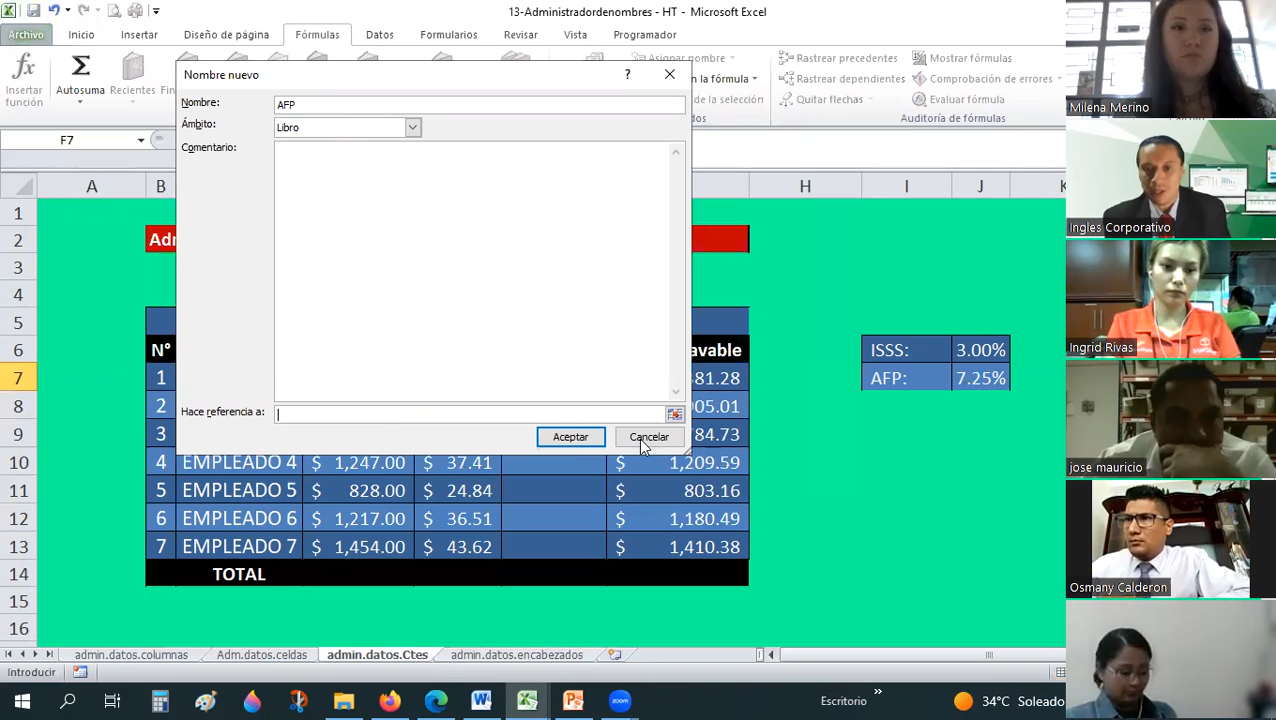 13-Administradordenombres - HT - Microsoft Excel
Archivo Inicio Insertar Diseño de página Fórmulas Datos Formularios Revisar Vista Programador
Insertar función
Autosuma
Asignar nombre
la fórmula
de la selección
Rastrear precedentes
Rastrear dependientes
Quitar flechas
Mostrar fórmulas
Comprobación de errores
Evaluar fórmula
Auditoría de fórmulas
F7
Nombre nuevo
? X
Nombre: AFP
Ámbito: Libro
Comentario:
Hace referencia a:
Aceptar Cancelar
A B H I J K
1
2 Adm
3
4
5
6 N° avable ISSS: 3.00%
7 1 81.28 AFP: 7.25%
8 2 05.01
9 3 84.73
10 4 EMPLEADO 4 $ 1,247.00 $ 37.41 $ 1,209.59
11 5 EMPLEADO 5 $ 828.00 $ 24.84 $ 803.16
12 6 EMPLEADO 6 $ 1,217.00 $ 36.51 $ 1,180.49
13 7 EMPLEADO 7 $ 1,454.00 $ 43.62 $ 1,410.38
14 TOTAL
15
16
admin.datos.columnas Adm.datos.celdas admin.datos.Ctes admin.datos.encabezados
Introducir
Escritorio » 34°C Soleado
Milena Merino
Ingles Corporativo
Ingrid Rivas
jose mauricio
Osmany Calderon